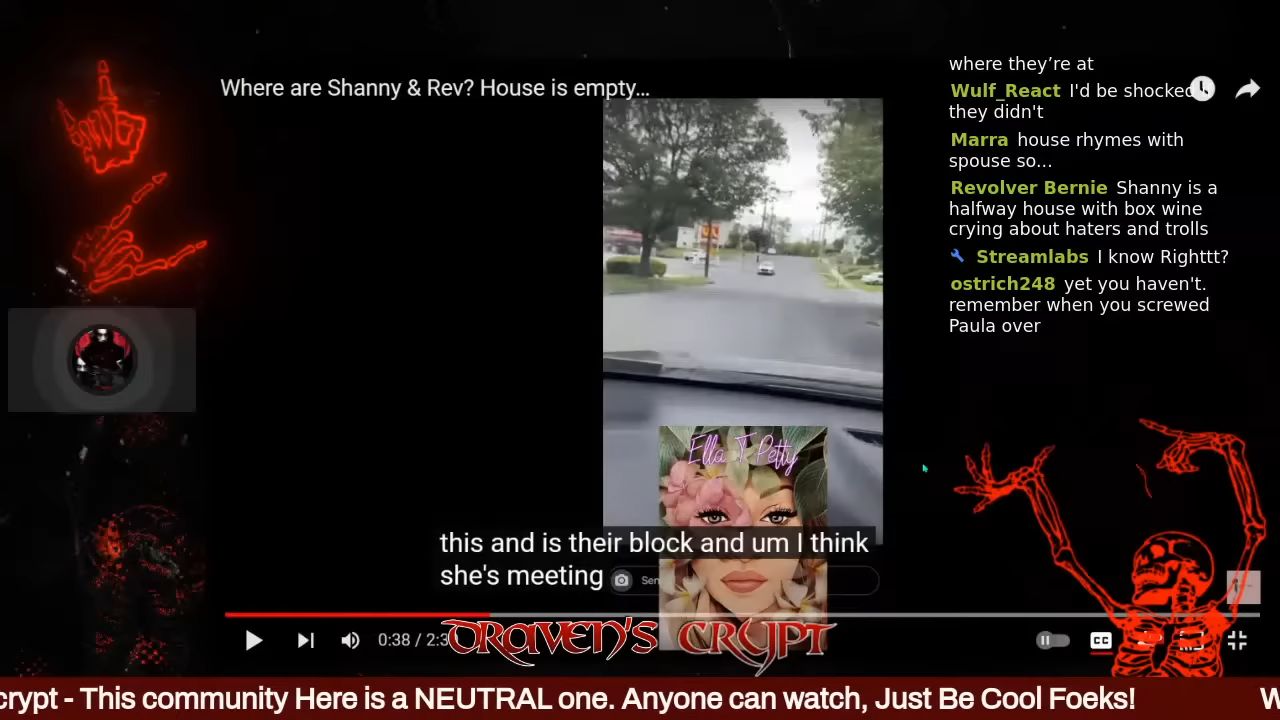 Where are Shanny & Rev? House is empty...
where they're at
Wulf_React I'd be shocked
they didn't
Marra house rhymes with
spouse so...
Revolver Bernie Shanny is a
halfway house with box wine
crying about haters and trolls
Streamlabs I know Righttt?
ostrich248 yet you haven't.
remember when you screwed
Paula over
Ella T Petty
this and is their block and um I think
she's meeting
Sen
0:38 / 2:3
CC
DRAVEN'S CRYPT
crypt - This community Here is a NEUTRAL one. Anyone can watch, Just Be Cool Foeks!
W